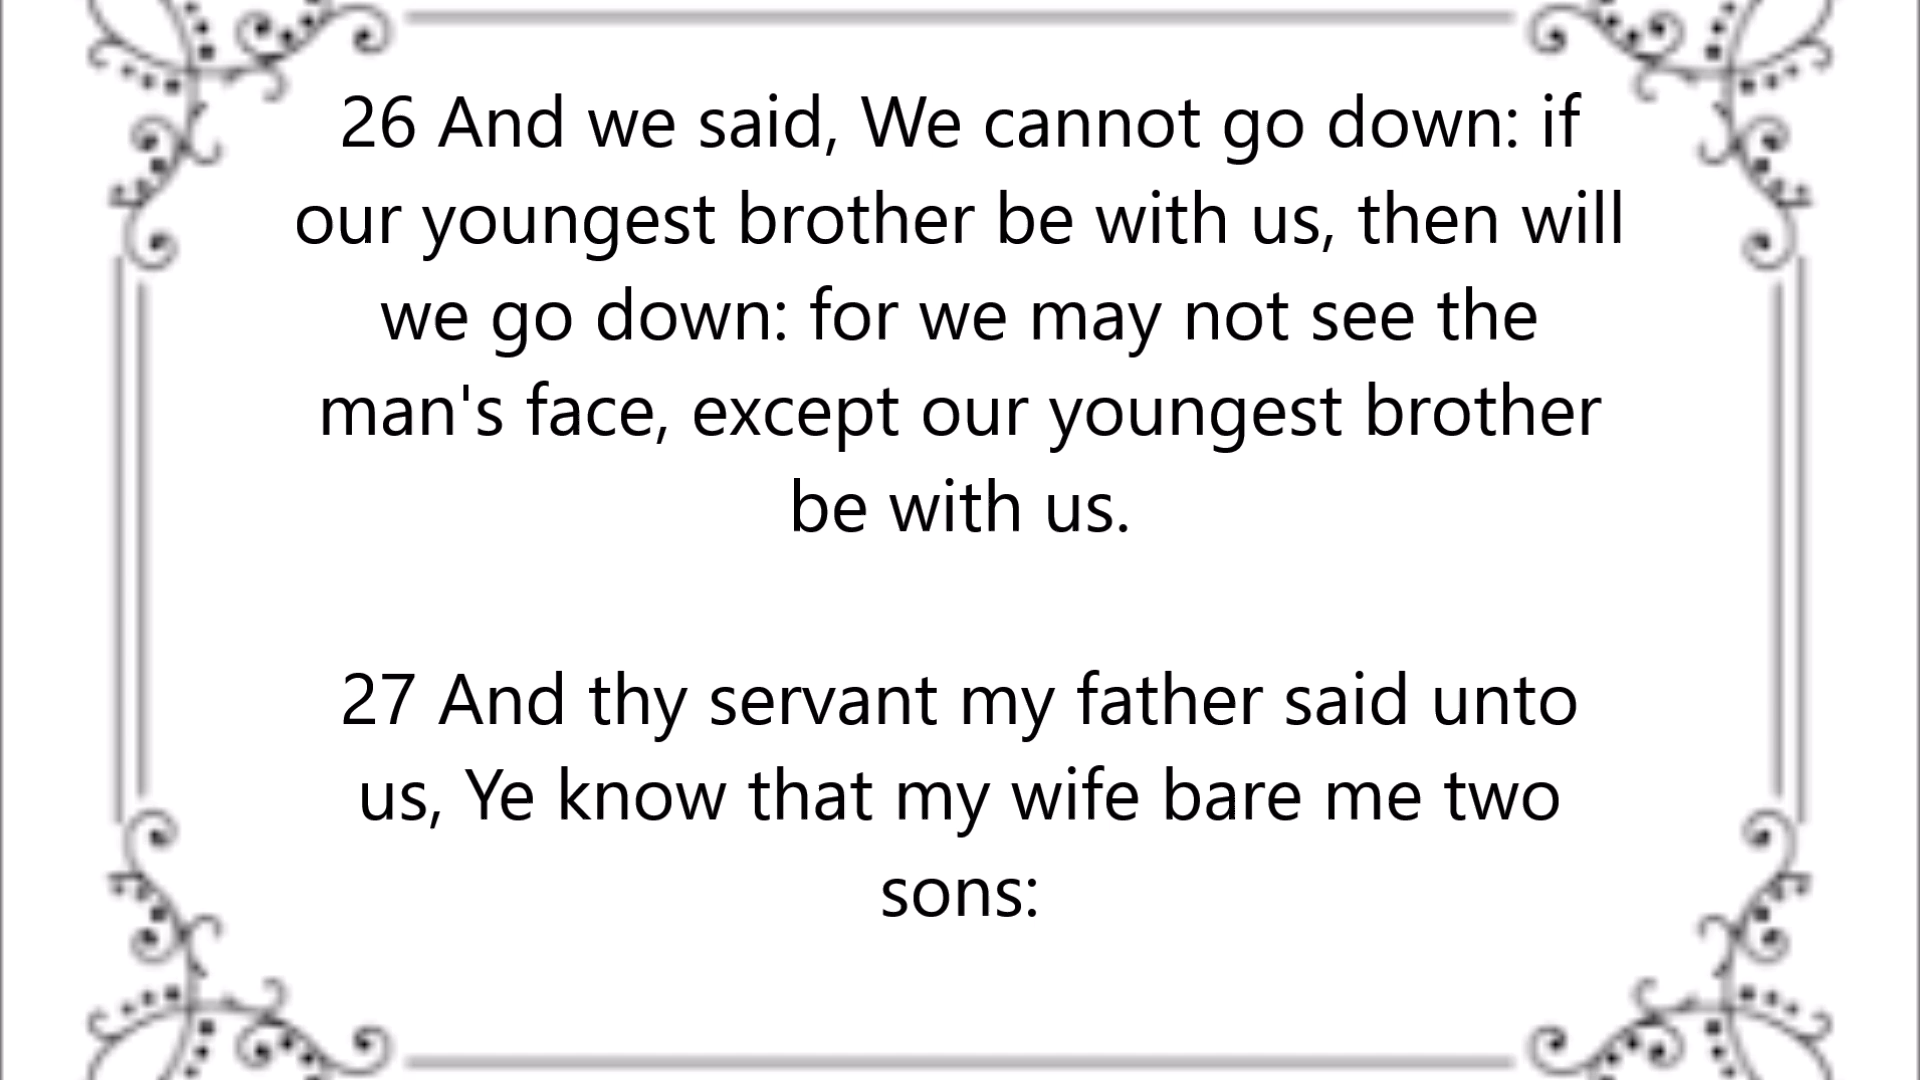 26 And we said, We cannot go down: if
our youngest brother be with us, then will
we go down: for we may not see the
man's face, except our youngest brother
be with us.
27 And thy servant my father said unto
us, Ye know that my wife bare me two
sons: